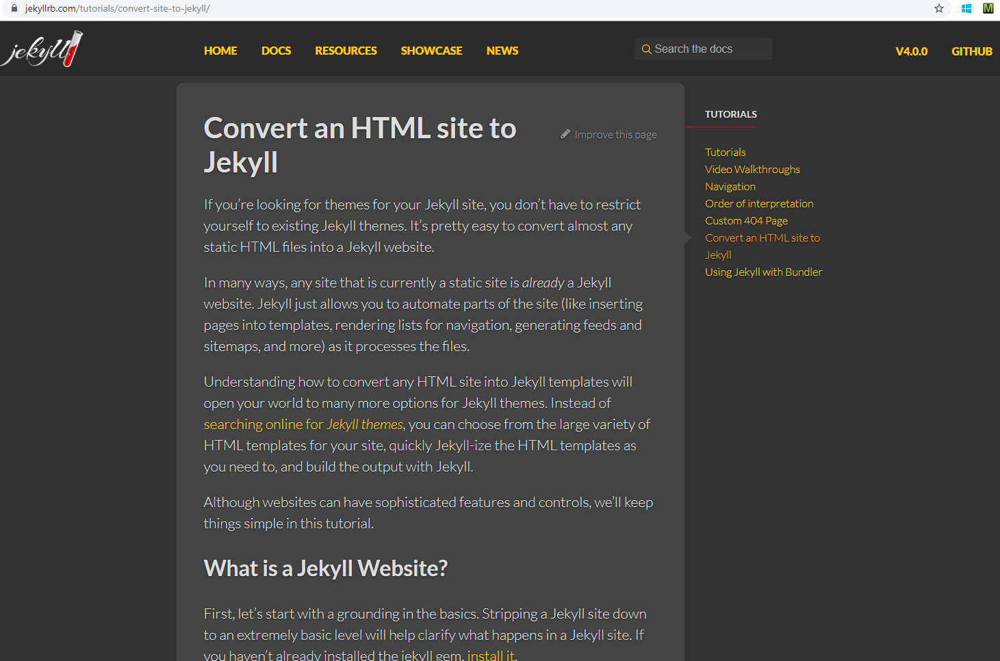 jekyllrb.com/tutorials/convert-site-to-jekyll/
M
jekyll
HOME DOCS RESOURCES SHOWCASE NEWS
Search the docs
V4.0.0 GITHUB
Convert an HTML site to
Jekyll
Improve this page
If you’re looking for themes for your Jekyll site, you don’t have to restrict
yourself to existing Jekyll themes. It’s pretty easy to convert almost any
static HTML files into a Jekyll website.
In many ways, any site that is currently a static site is already a Jekyll
website. Jekyll just allows you to automate parts of the site (like inserting
pages into templates, rendering lists for navigation, generating feeds and
sitemaps, and more) as it processes the files.
Understanding how to convert any HTML site into Jekyll templates will
open your world to many more options for Jekyll themes. Instead of
searching online for Jekyll themes, you can choose from the large variety of
HTML templates for your site, quickly Jekyll-ize the HTML templates as
you need to, and build the output with Jekyll.
Although websites can have sophisticated features and controls, we’ll keep
things simple in this tutorial.
What is a Jekyll Website?
First, let’s start with a grounding in the basics. Stripping a Jekyll site down
to an extremely basic level will help clarify what happens in a Jekyll site. If
you haven’t already installed the jekyll gem, install it.
TUTORIALS
Tutorials
Video Walkthroughs
Navigation
Order of interpretation
Custom 404 Page
Convert an HTML site to
Jekyll
Using Jekyll with Bundler